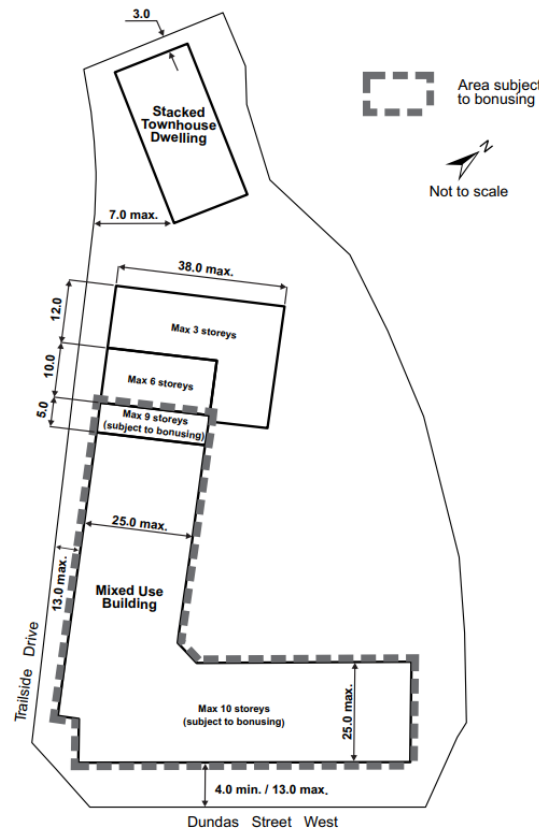 3.0
Stacked
Townhouse
Dwelling
Area subject
to bonusing
N
Not to scale
7.0 max.
38.0 max.
12.0
Max 3 storeys
10.0
Max 6 storeys
5.0
Max 9 storeys
(subject to bonusing)
25.0 max.
13.0 max.
Mixed Use
Building
Trailside Drive
Max 10 storeys
(subject to bonusing)
25.0 max.
4.0 min. / 13.0 max.
Dundas Street West